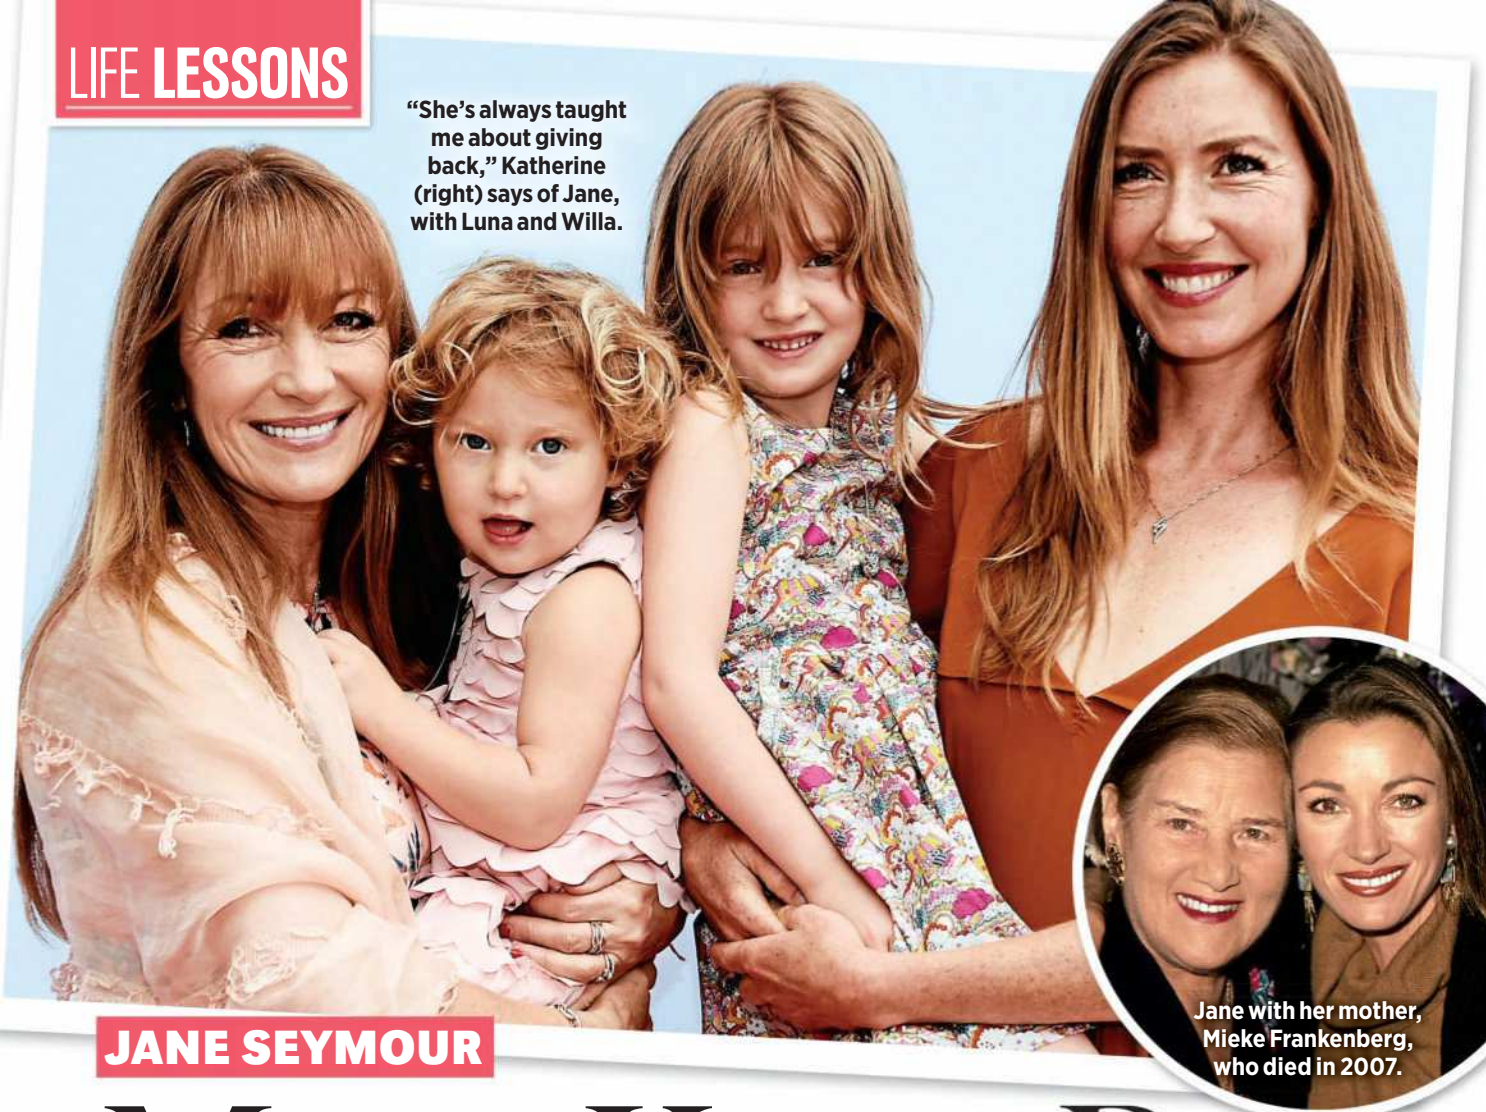 LIFE LESSONS
“She’s always taught
me about giving
back,” Katherine
(right) says of Jane,
with Luna and Willa.
Jane with her mother,
Mieke Frankenberg,
who died in 2007.
JANE SEYMOUR